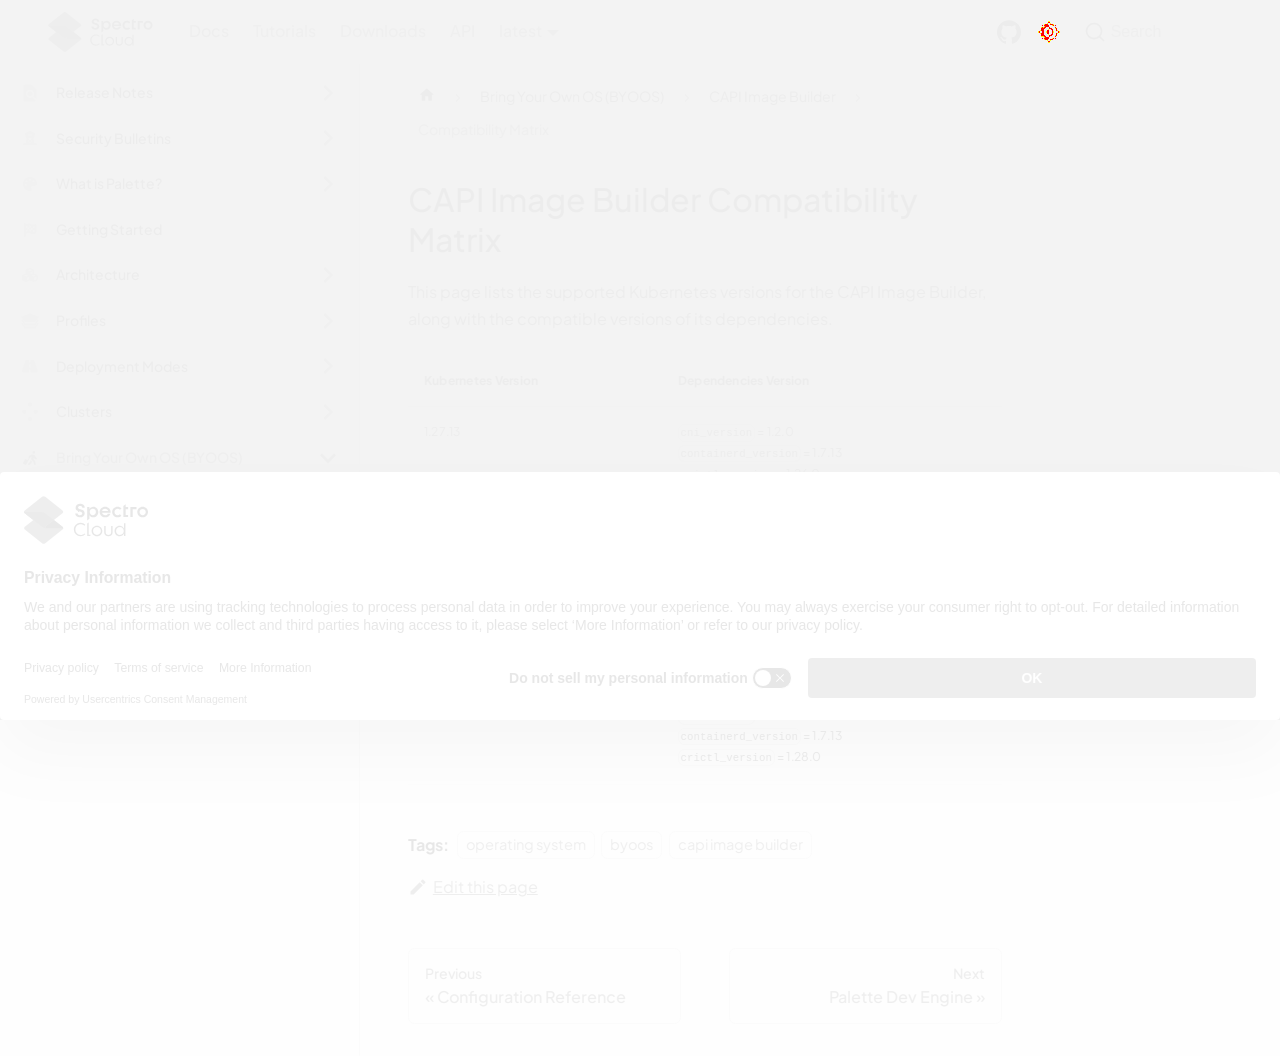 Spectro
Cloud
Docs
Tutorials
Downloads
API
latest
Search
Release Notes
Security Bulletins
What is Palette?
Getting Started
Architecture
Profiles
Deployment Modes
Clusters
Bring Your Own OS (BYOOS)
Bring Your Own OS (BYOOS)
CAPI Image Builder
Compatibility Matrix
CAPI Image Builder Compatibility
Matrix
This page lists the supported Kubernetes versions for the CAPI Image Builder,
along with the compatible versions of its dependencies.
Kubernetes Version
Dependencies Version
cni_version = 1.2.0
containerd_version = 1.7.13
Spectro
Cloud
Privacy Information
We and our partners are using tracking technologies to process personal data in order to improve your experience. You may always exercise your consumer right to opt-out. For detailed information
about personal information we collect and third parties having access to it, please select ‘More Information’ or refer to our privacy policy.
Privacy policy
Terms of service
More Information
Powered by Usercentrics Consent Management
Do not sell my personal information
OK
containerd_version = 1.7.13
crictl_version = 1.28.0
Tags:
operating system
byoos
capi image builder
Edit this page
Previous
« Configuration Reference
Next
Palette Dev Engine »